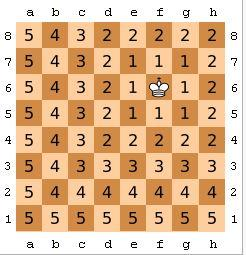 8 5 4 3 2 2 2 2 2 8
7 5 4 3 2 1 1 1 2 7
6 5 4 3 2 1 1 2 6
5 5 4 3 2 1 1 1 2 5
4 5 4 3 2 2 2 2 2 4
3 5 4 3 3 3 3 3 3 3
2 5 4 4 4 4 4 4 4 2
1 5 5 5 5 5 5 5 5 1
a b c d e f g h